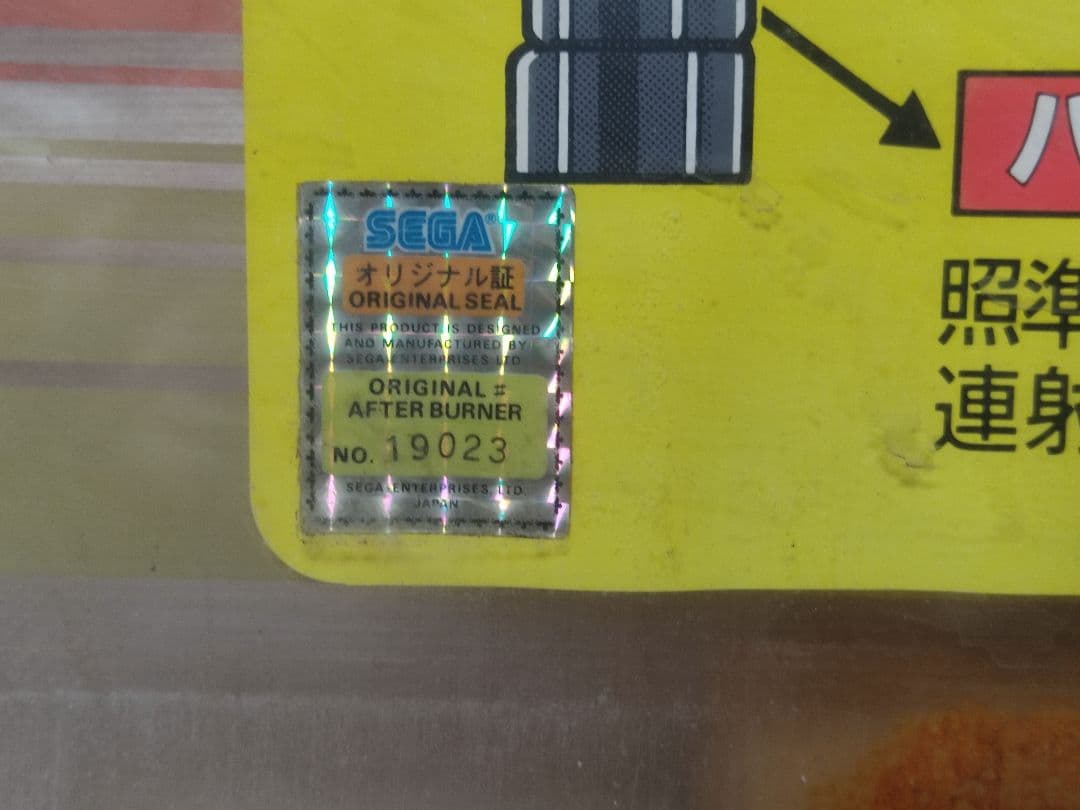 SEGA®
オリジナル証
ORIGINAL SEAL
THIS PRODUCT IS DESIGNED
AND MANUFACTURED BY
SEGA ENTERPRISES LTD
ORIGINAL #
AFTER BURNER
NO. 19023
SEGA ENTERPRISES, LTD.
JAPAN
照準
連射